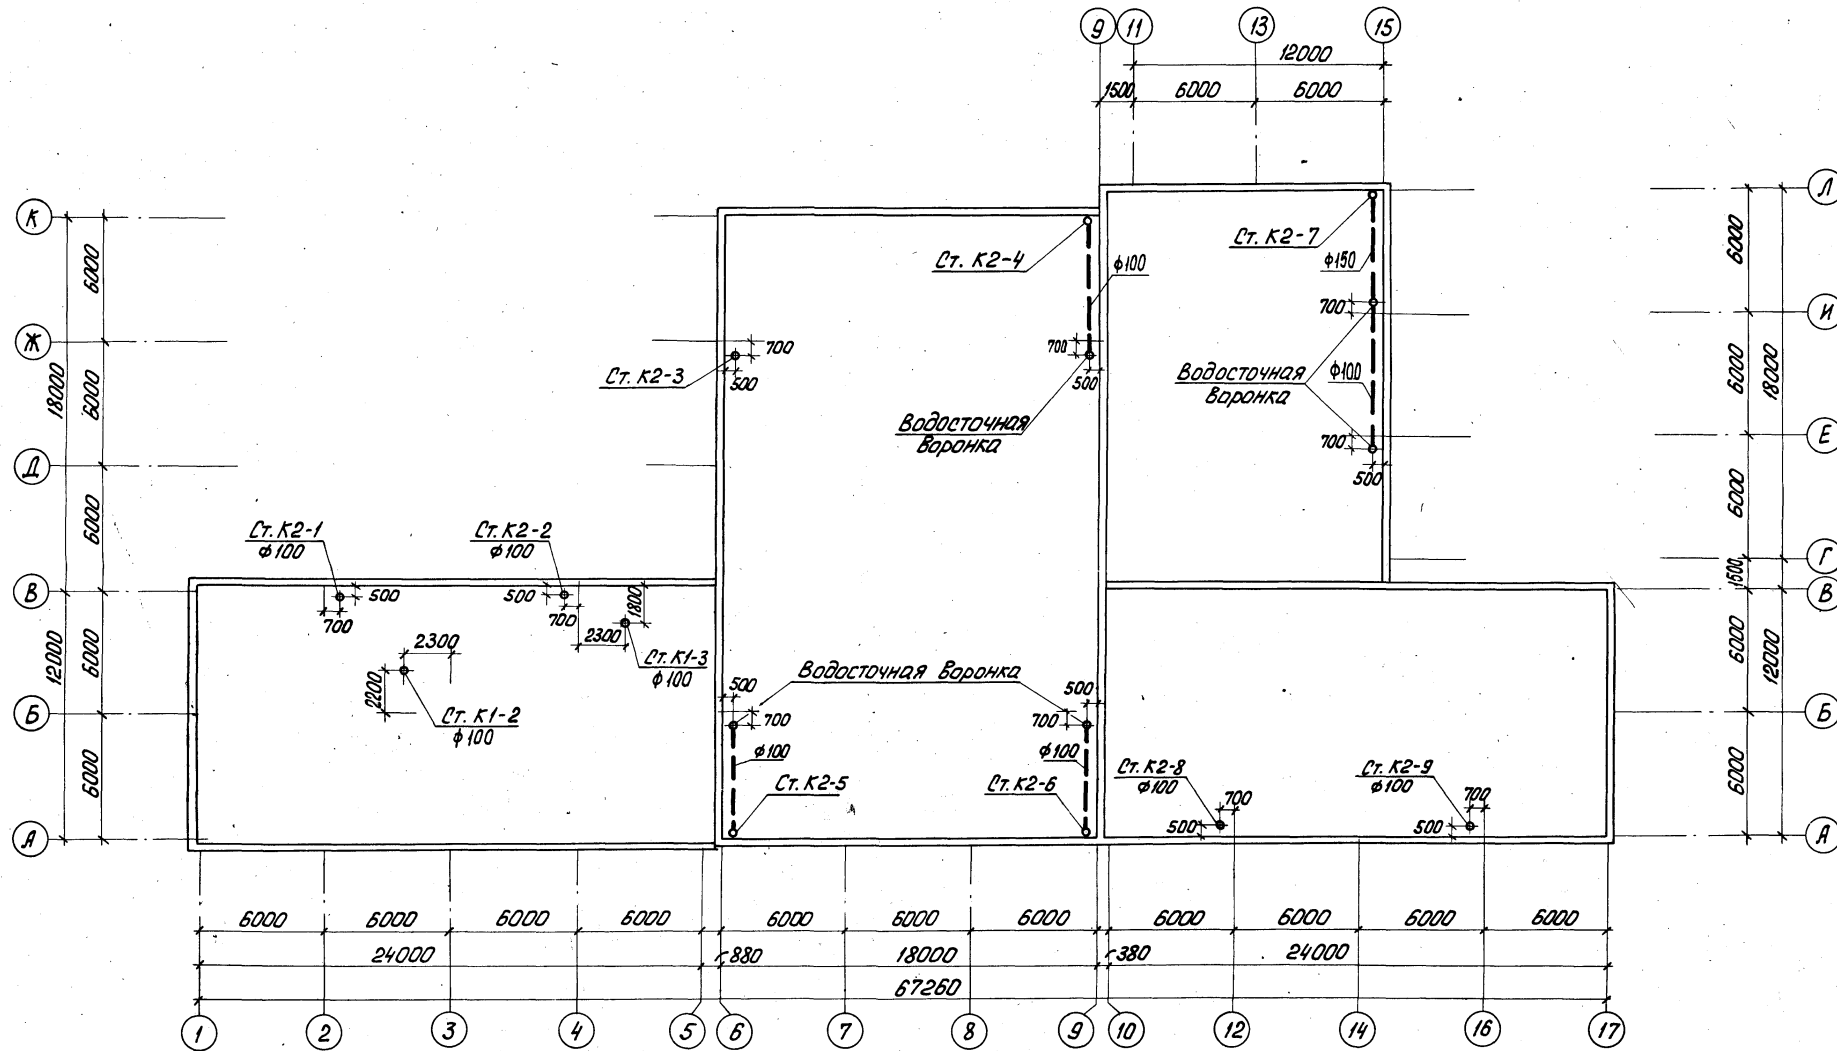 9 11 13 15
12000
1500 6000 6000
К
Ж
Д
В
Б
А
18000
12000
6000
6000
6000
6000
6000
Л
И
Е
Г
В
Б
А
6000
6000
6000
1500
6000
6000
18000
12000
Ст. К2-4
ф100
Ст. К2-7
ф150
700
Ст. К2-3
700
500
700
500
Водосточная
воронка
Водосточная
воронка
ф100
700
500
Ст. К2-1
ф100
500
700
Ст. К2-2
ф100
500
700
1800
2300
Ст. К1-3
ф100
2300
2200
Ст. К1-2
ф100
Водосточная воронка
500
700
ф100
Ст. К2-5
500
700
ф100
Ст. К2-6
Ст. К2-8
ф100
700
500
Ст. К2-9
ф100
700
500
6000 6000 6000 6000 6000 6000 6000 6000 6000 6000 6000
24000 880 18000 380 24000
67260
1 2 3 4 5 6 7 8 9 10 12 14 16 17